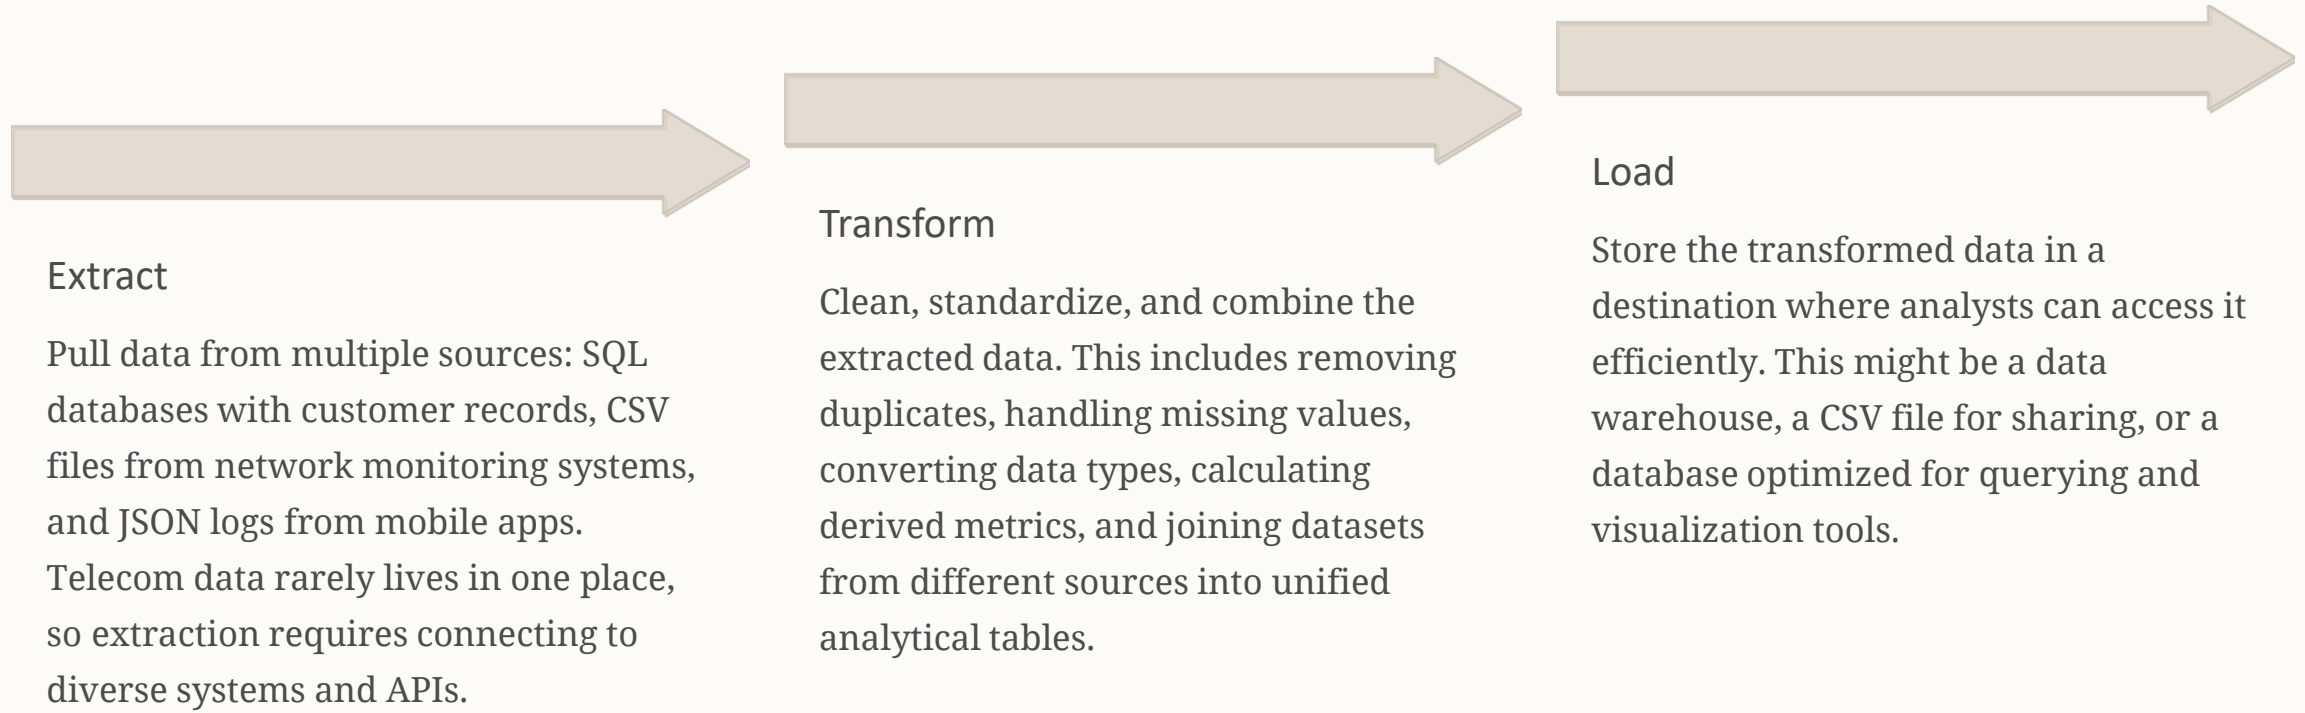 Extract
Pull data from multiple sources: SQL
databases with customer records, CSV
files from network monitoring systems,
and JSON logs from mobile apps.
Telecom data rarely lives in one place,
so extraction requires connecting to
diverse systems and APIs.
Transform
Clean, standardize, and combine the
extracted data. This includes removing
duplicates, handling missing values,
converting data types, calculating
derived metrics, and joining datasets
from different sources into unified
analytical tables.
Load
Store the transformed data in a
destination where analysts can access it
efficiently. This might be a data
warehouse, a CSV file for sharing, or a
database optimized for querying and
visualization tools.